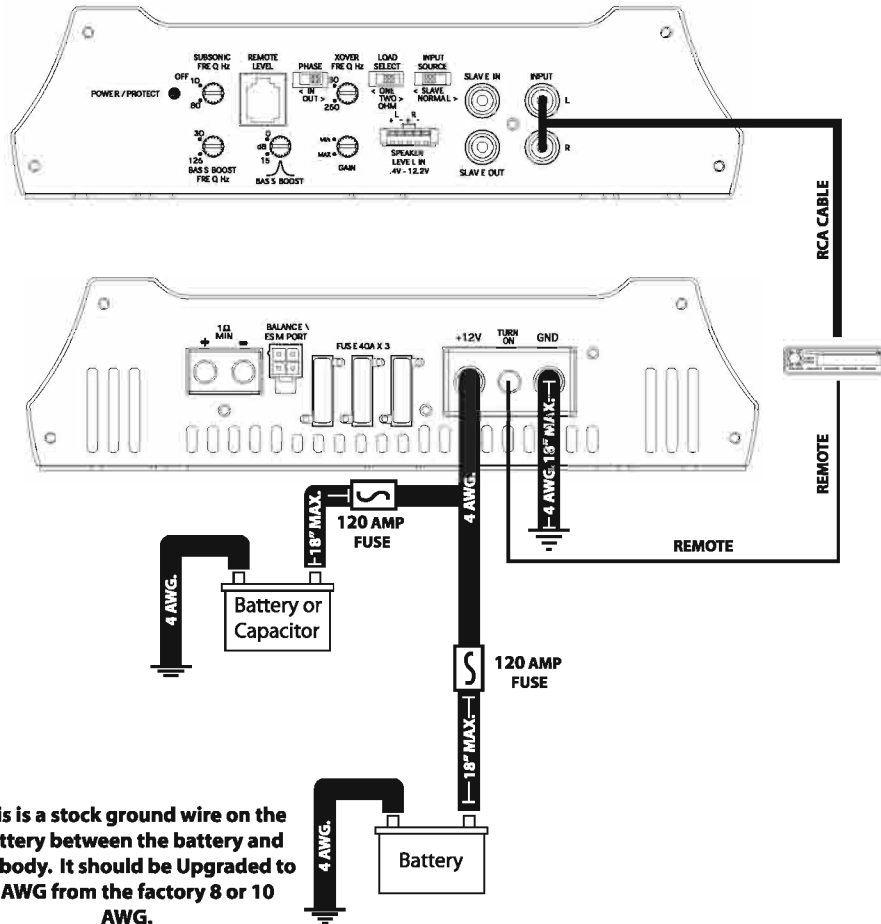 SUBSONIC
FREQ Hz
REMOTE
LEVEL
PHASE
XOVER
FREQ Hz
LOAD
SELECT
INPUT
SOURCE
SLAVE IN
INPUT
OFF
10
80
POWER / PROTECT
< IN
OUT >
250
< ONE
TWO >
OHM
< SLAVE
NORMAL >
L
R
- L + R
30
125
BASS BOOST
FREQ Hz
0
dB
15
BASS BOOST
MIN
MAX
GAIN
SPEAKER
LEVEL IN
.4V - 12.2V
SLAVE OUT
RCA CABLE
1Ω
MIN
+ -
BALANCE \
ESM PORT
FUSE 40A X 3
+12V
TURN
ON
GND
4 AWG.
4 AWG. 18" MAX.
REMOTE
REMOTE
18" MAX.
120 AMP
FUSE
4 AWG.
Battery or
Capacitor
120 AMP
FUSE
18" MAX.
4 AWG.
Battery
is is a stock ground wire on the
ttery between the battery and
body. It should be Upgraded to
AWG from the factory 8 or 10
AWG.